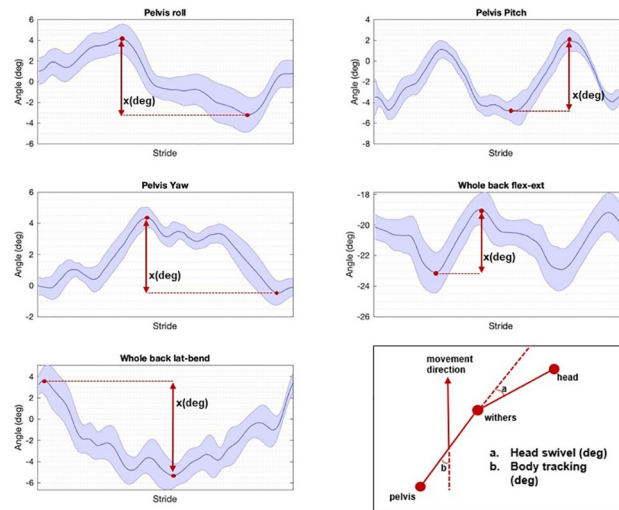 Pelvis roll
6
4
2
0
-2
-4
-6
Angle (deg)
x(deg)
Stride
Pelvis Pitch
4
2
0
-2
-4
-6
-8
Angle (deg)
x(deg)
Stride
Pelvis Yaw
6
4
2
0
-2
Angle (deg)
x(deg)
Stride
Whole back flex-ext
-18
-20
-22
-24
-26
Angle (deg)
x(deg)
Stride
Whole back lat-bend
4
2
0
-2
-4
-6
Angle (deg)
x(deg)
Stride
movement
direction
a
head
withers
b
pelvis
a. Head swivel (deg)
b. Body tracking
(deg)